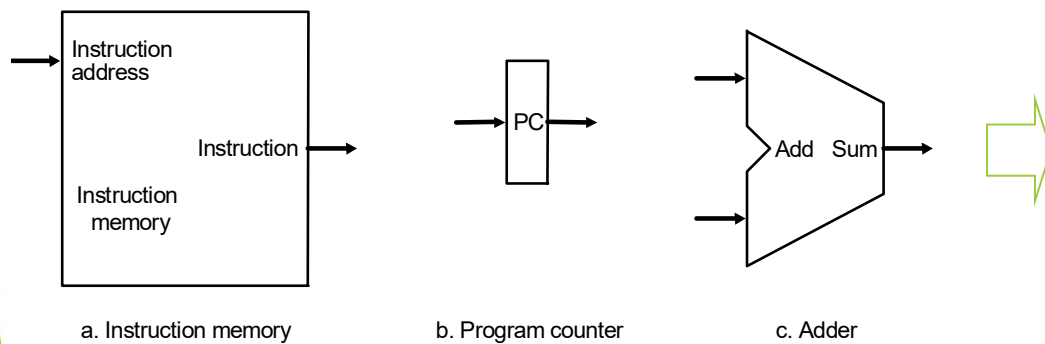 Instruction
address
Instruction
Instruction
memory
PC
Add Sum
a. Instruction memory
b. Program counter
c. Adder